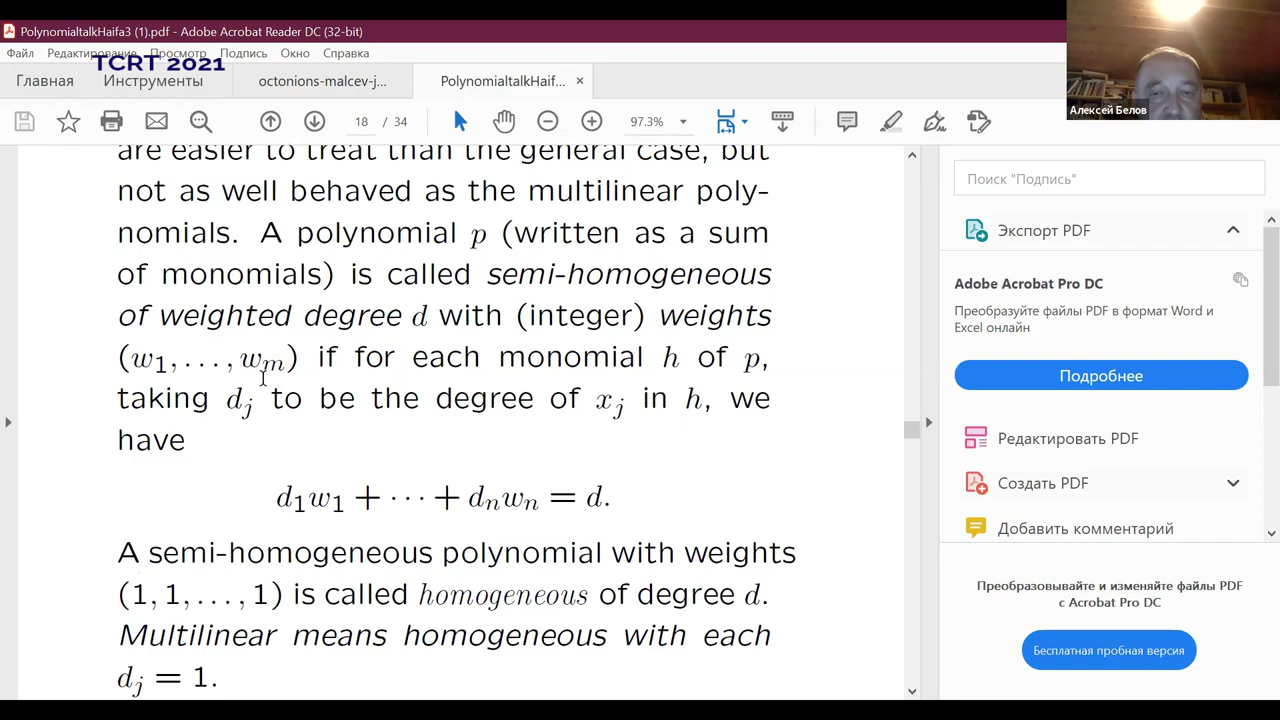 PolynomialtalkHaifa3 (1).pdf - Adobe Acrobat Reader DC (32-bit)
Файл Редактирование Просмотр Подпись Окно Справка
TCRT 2021
Главная Инструменты octonions-malcev-j... PolynomialtalkHaif... ×
18 / 34 97.3%
Алексей Белов
are easier to treat than the general case, but
not as well behaved as the multilinear poly-
nomials. A polynomial p (written as a sum
of monomials) is called semi-homogeneous
of weighted degree d with (integer) weights
(w₁, . . . , wₘ) if for each monomial h of p,
taking dⱼ to be the degree of xⱼ in h, we
have
d₁w₁ + · · · + dₙwₙ = d.
A semi-homogeneous polynomial with weights
(1, 1, . . . , 1) is called homogeneous of degree d.
Multilinear means homogeneous with each
dⱼ = 1.
Поиск "Подпись"
Экспорт PDF
Adobe Acrobat Pro DC
Преобразуйте файлы PDF в формат Word и
Excel онлайн
Подробнее
Редактировать PDF
Создать PDF
Добавить комментарий
Преобразовывайте и изменяйте файлы PDF
с Acrobat Pro DC
Бесплатная пробная версия